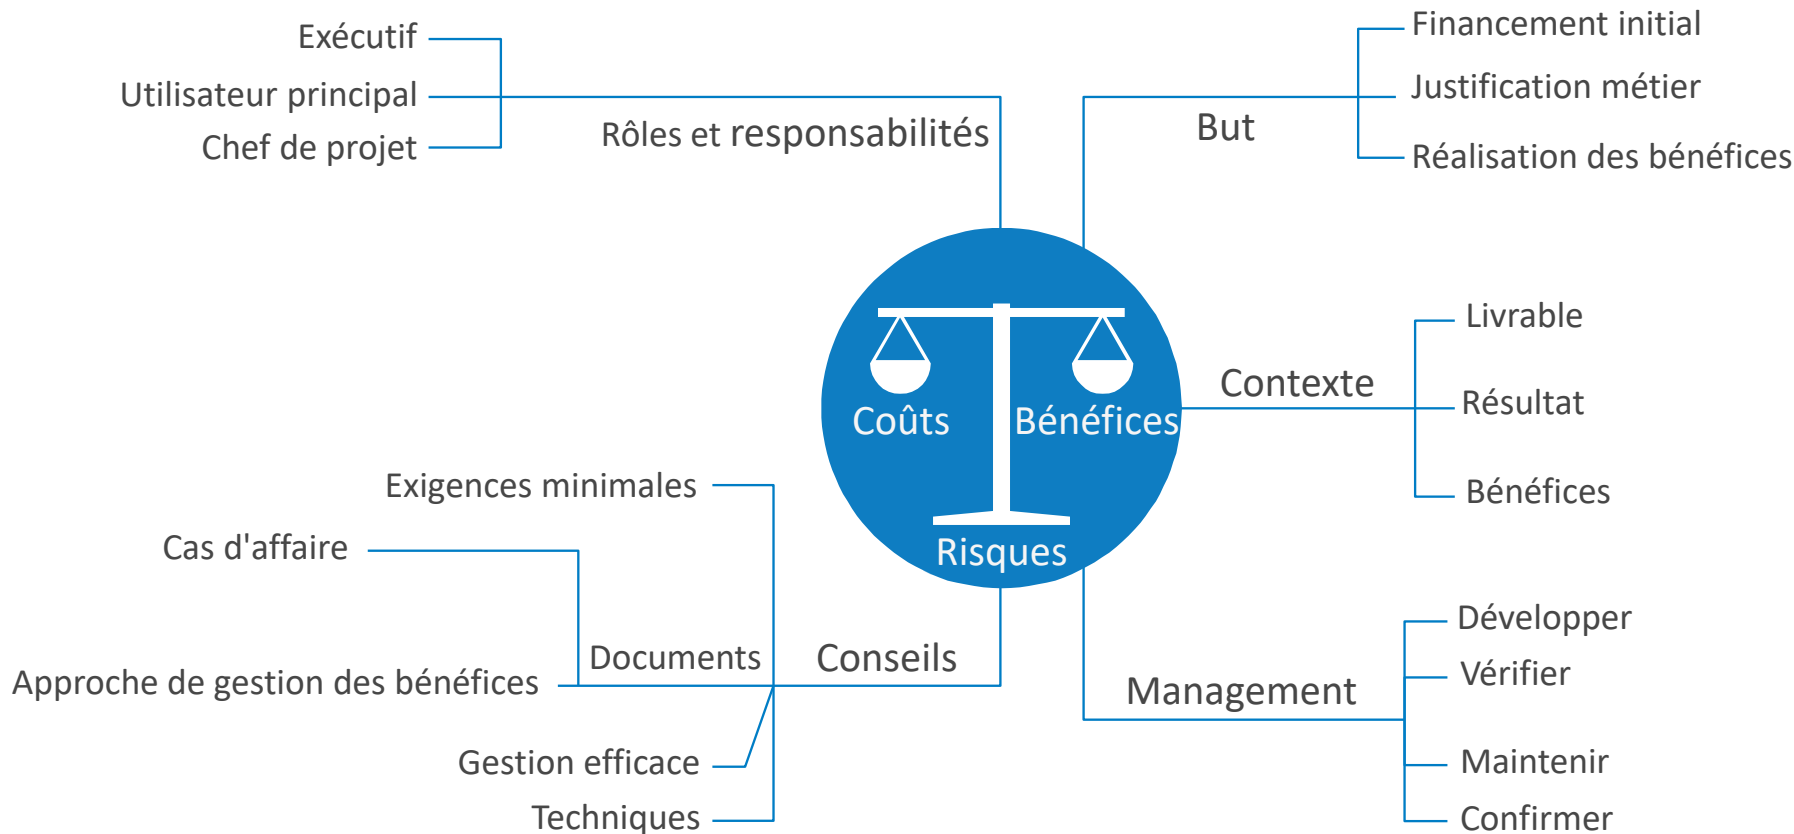 Exécutif
Utilisateur principal
Chef de projet
Rôles et responsabilités
But
Financement initial
Justification métier
Réalisation des bénéfices
Coûts
Bénéfices
Risques
Contexte
Livrable
Résultat
Bénéfices
Exigences minimales
Cas d'affaire
Documents
Conseils
Approche de gestion des bénéfices
Gestion efficace
Techniques
Management
Développer
Vérifier
Maintenir
Confirmer